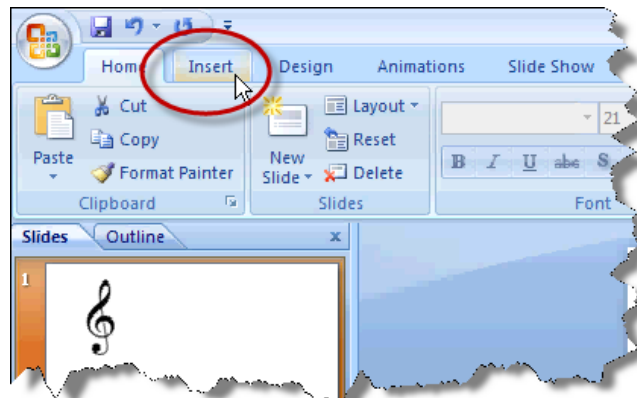 Home Insert Design Animations Slide Show
Cut
Copy
Format Painter
Paste
Clipboard
New
Slide
Layout
Reset
Delete
Slides
21
B I U abc S
Font
Slides Outline x
1